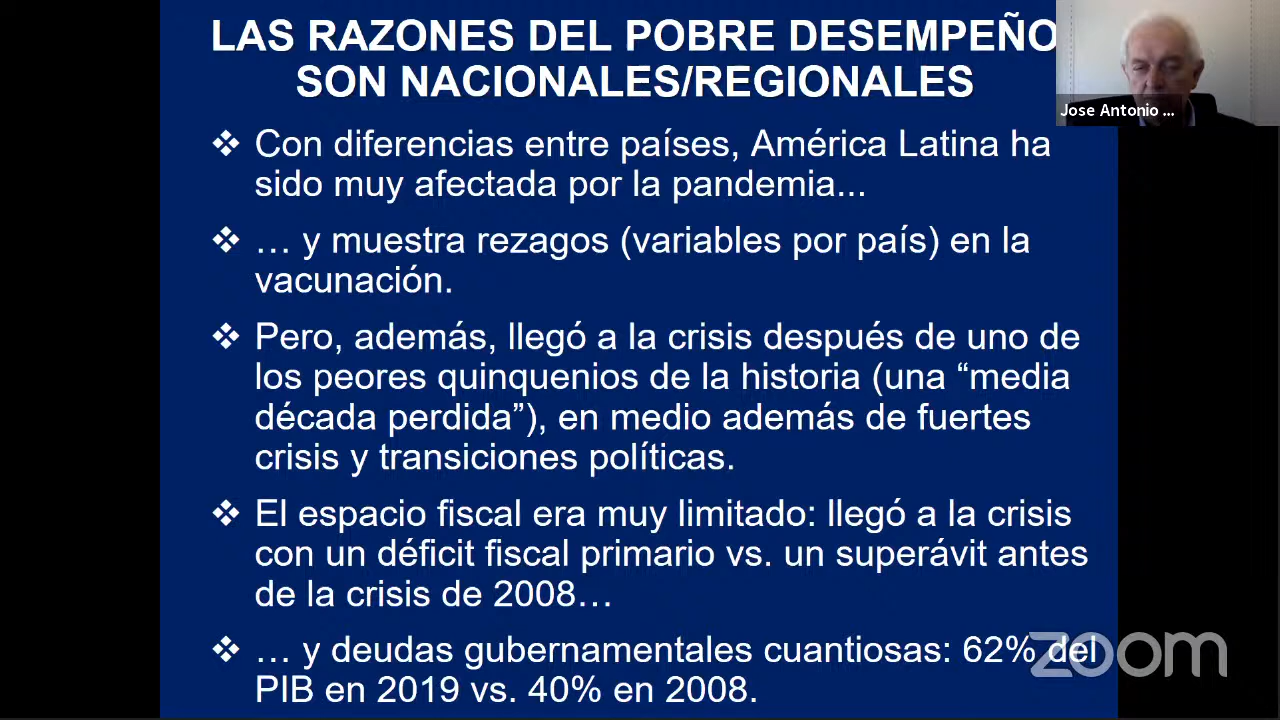 LAS RAZONES DEL POBRE DESEMPEÑO
SON NACIONALES/REGIONALES
Jose Antonio ...
❖ Con diferencias entre países, América Latina ha
sido muy afectada por la pandemia...
❖ … y muestra rezagos (variables por país) en la
vacunación.
❖ Pero, además, llegó a la crisis después de uno de
los peores quinquenios de la historia (una “media
década perdida”), en medio además de fuertes
crisis y transiciones políticas.
❖ El espacio fiscal era muy limitado: llegó a la crisis
con un déficit fiscal primario vs. un superávit antes
de la crisis de 2008…
❖ … y deudas gubernamentales cuantiosas: 62% del
PIB en 2019 vs. 40% en 2008.
zoom